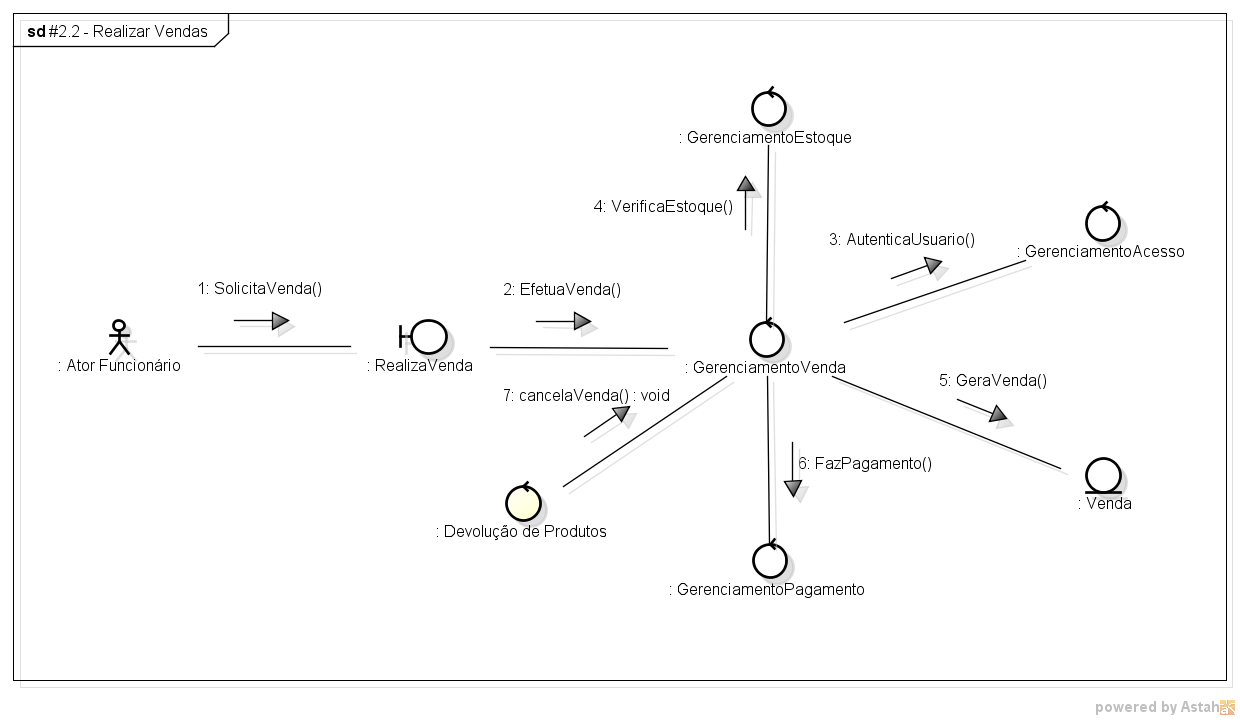 sd #2.2 - Realizar Vendas
: GerenciamentoEstoque
4: VerificaEstoque()
3: AutenticaUsuario()
: GerenciamentoAcesso
1: SolicitaVenda()
2: EfetuaVenda()
: Ator Funcionário
: RealizaVenda
: GerenciamentoVenda
5: GeraVenda()
7: cancelaVenda() : void
6: FazPagamento()
: Venda
: Devolução de Produtos
: GerenciamentoPagamento
powered by Astah